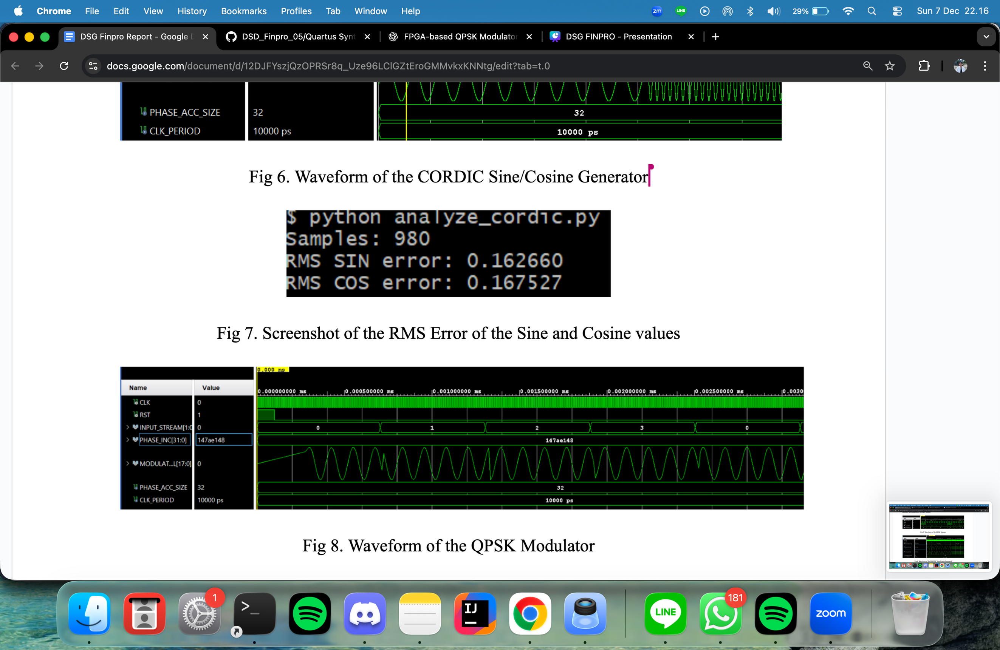 Chrome File Edit View History Bookmarks Profiles Tab Window Help zm LINE 29% Sun 7 Dec 22.16
DSG Finpro Report - Google DSD_Finpro_05/Quartus Synt FPGA-based QPSK Modulator DSG FINPRO - Presentation
docs.google.com/document/d/12DJFYszjQzOPRSr8q_Uze96LClGZtEroGMMvkxKNNtg/edit?tab=t.0
PHASE_ACC_SIZE 32 32
CLK_PERIOD 10000 ps 10000 ps
Fig 6. Waveform of the CORDIC Sine/Cosine Generator
$ python analyze_cordic.py
Samples: 980
RMS SIN error: 0.162660
RMS COS error: 0.167527
Fig 7. Screenshot of the RMS Error of the Sine and Cosine values
0.000 ns
Name Value
0.000000000 ms 0.000500000 ms 0.001000000 ms 0.001500000 ms 0.002000000 ms 0.002500000 ms 0.0030
CLK 0
RST 1
INPUT_STREAM[1:0 0 0 1 2 3 0
PHASE_INC[31:0] 147ae148 147ae148
MODULAT...L[17:0] 0
PHASE_ACC_SIZE 32 32
CLK_PERIOD 10000 ps 10000 ps
Fig 8. Waveform of the QPSK Modulator
1
181
IJ
LINE
zoom